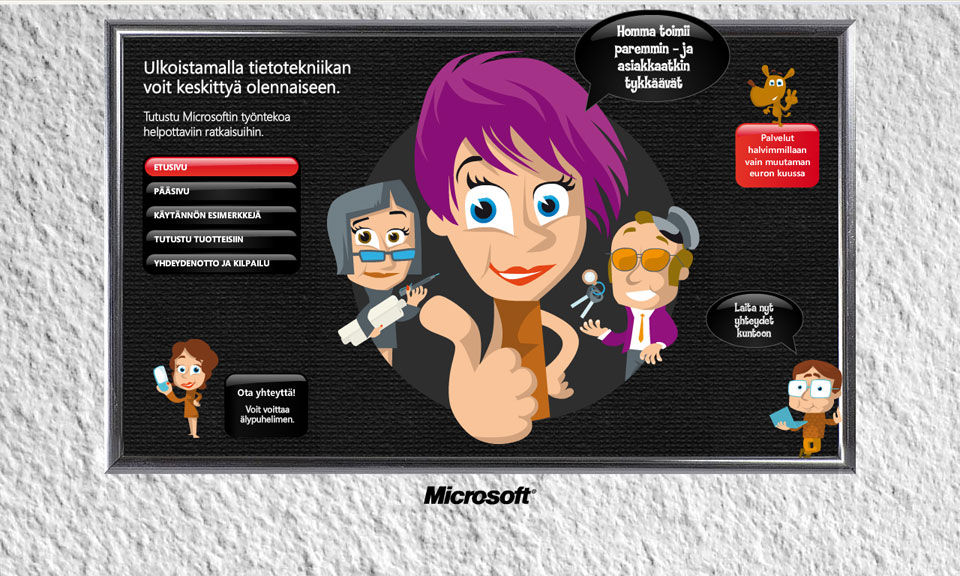 Ulkoistamalla tietotekniikan
voit keskittyä olennaiseen.
Tutustu Microsoftin työntekoa
helpottaviin ratkaisuihin.
ETUSIVU
PÄÄSIVU
KÄYTÄNNÖN ESIMERKKEJÄ
TUTUSTU TUOTTEISIIN
YHDEYDENOTTO JA KILPAILU
Homma toimii
paremmin – ja
asiakkaatkin
tykkäävät
Palvelut
halvimmillaan
vain muutaman
euron kuussa
Laita nyt
yhteydet
kuntoon
Ota yhteyttä!
Voit voittaa
älypuhelimen.
Microsoft®